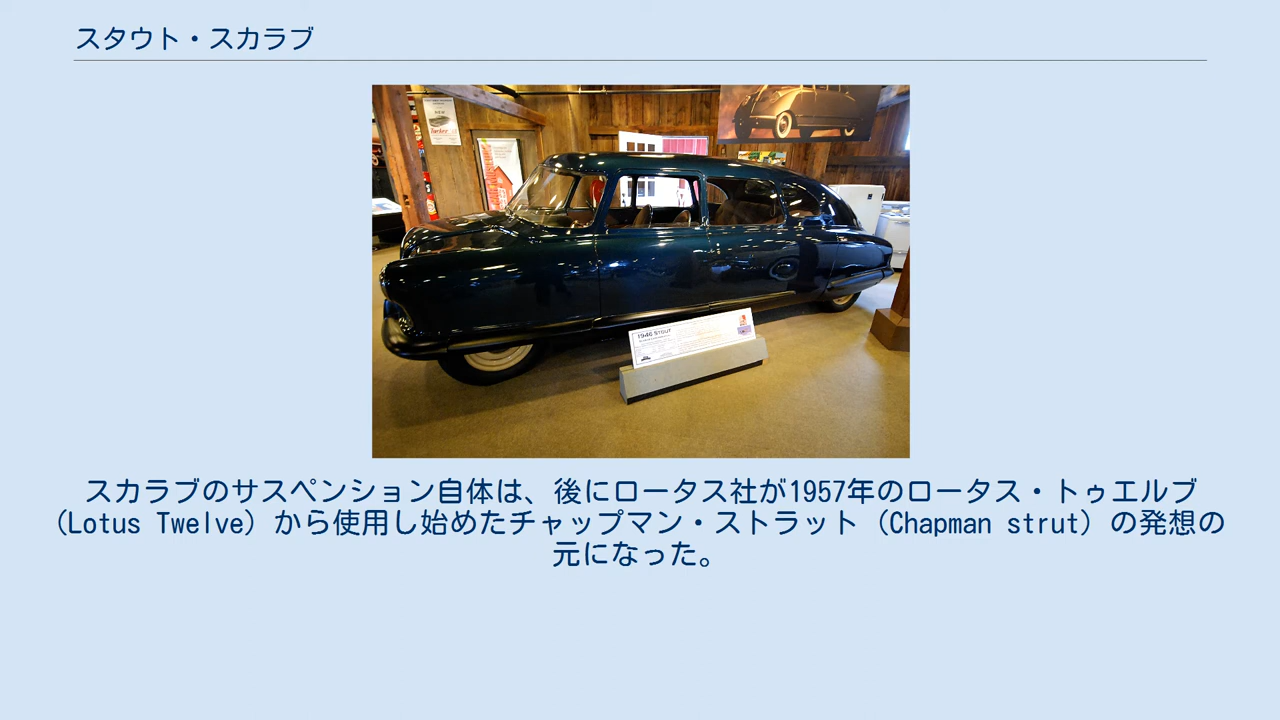 スタウト・スカラブ
1946 STOUT
スカラブのサスペンション自体は、後にロータス社が1957年のロータス・トゥエルブ
(Lotus Twelve) から使用し始めたチャップマン・ストラット (Chapman strut) の発想の
元になった。